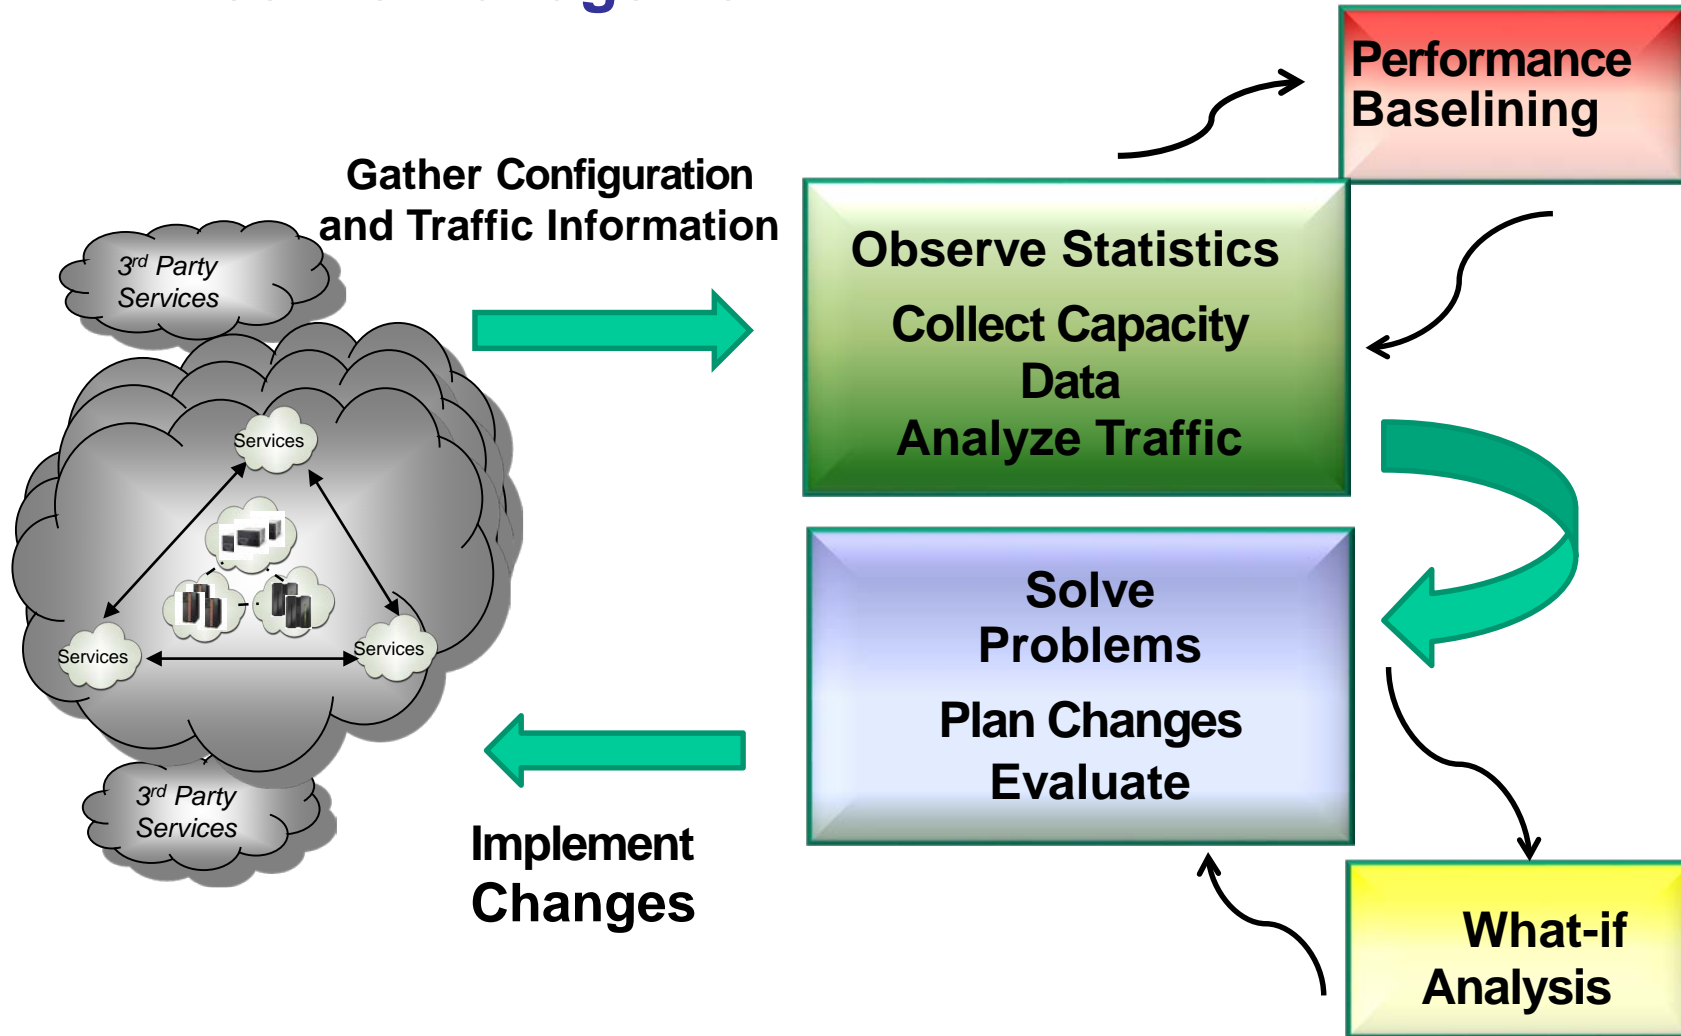 Performance
Baselining
Gather Configuration
and Traffic Information
Observe Statistics
Collect Capacity
Data
Analyze Traffic
3rd Party
Services
Services
Services
Services
Solve
Problems
Plan Changes
Evaluate
3rd Party
Services
Implement
Changes
What-if
Analysis